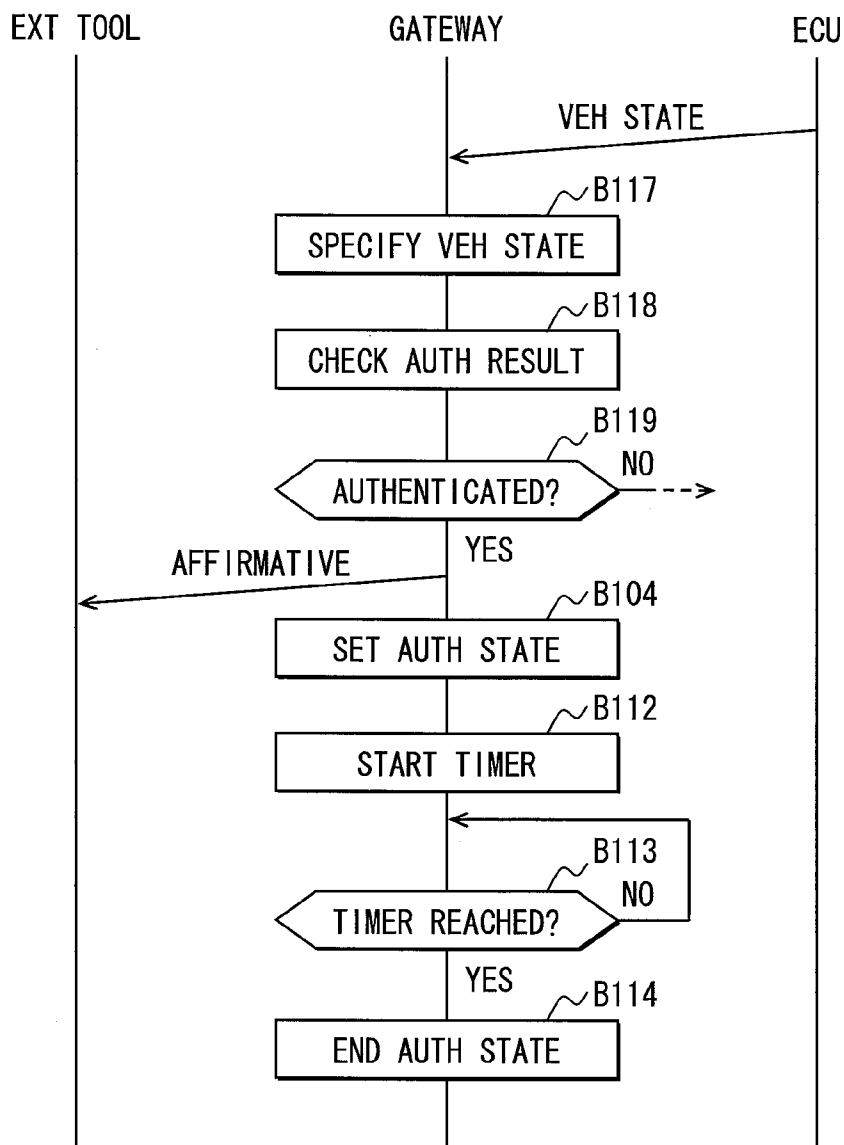 EXT TOOL GATEWAY ECU
VEH STATE
B117
SPECIFY VEH STATE
B118
CHECK AUTH RESULT
B119
NO
AUTHENTICATED?
YES
AFFIRMATIVE
B104
SET AUTH STATE
B112
START TIMER
B113
NO
TIMER REACHED?
YES
B114
END AUTH STATE